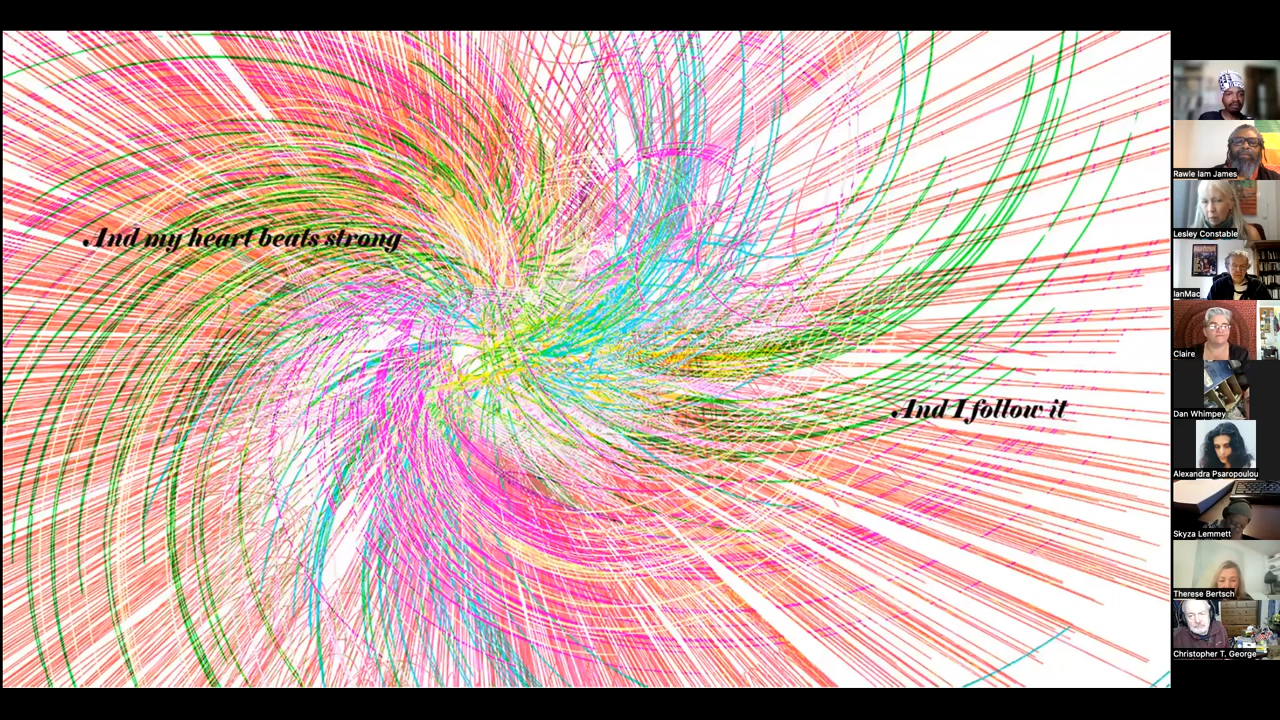 And my heart beats strong
And I follow it
Rawle Iam James
Lesley Constable
IanMac
Claire
Dan Whimpey
Alexandra Psaropoulou
Skyza Lemmett
Therese Bertsch
Christopher T. George